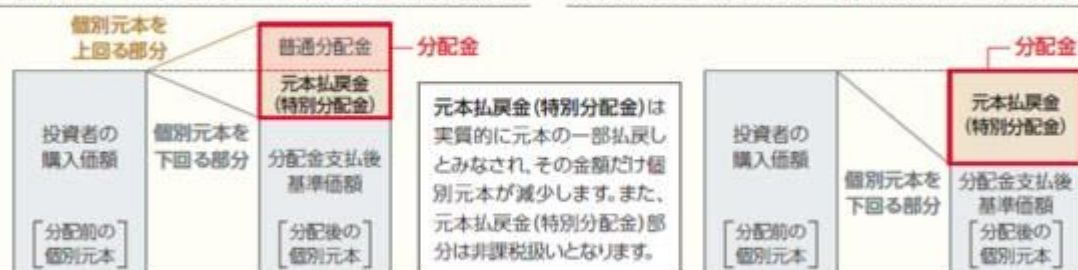 個別元本を
上回る部分
普通分配金
分配金
元本払戻金
(特別分配金)
投資者の
購入価額
個別元本を
下回る部分
分配金支払後
基準価額
分配前の
個別元本
分配後の
個別元本
元本払戻金(特別分配金)は
実質的に元本の一部払戻し
とみなされ、その金額だけ個
別元本が減少します。また、
元本払戻金(特別分配金)部
分は非課税扱いとなります。
分配金
元本払戻金
(特別分配金)
投資者の
購入価額
個別元本を
下回る部分
分配金支払後
基準価額
分配前の
個別元本
分配後の
個別元本